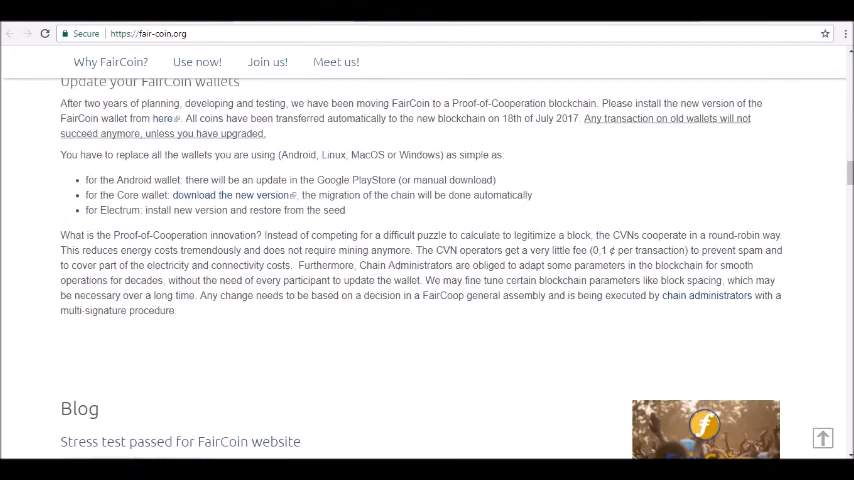 Secure https://fair-coin.org
Why FairCoin? Use now! Join us! Meet us!
Update your FairCoin wallets
After two years of planning, developing and testing, we have been moving FairCoin to a Proof-of-Cooperation blockchain. Please install the new version of the
FairCoin wallet from here. All coins have been transferred automatically to the new blockchain on 18th of July 2017. Any transaction on old wallets will not
succeed anymore, unless you have upgraded.
You have to replace all the wallets you are using (Android, Linux, MacOS or Windows) as simple as:
• for the Android wallet: there will be an update in the Google PlayStore (or manual download)
• for the Core wallet: download the new version, the migration of the chain will be done automatically
• for Electrum: install new version and restore from the seed
What is the Proof-of-Cooperation innovation? Instead of competing for a difficult puzzle to calculate to legitimize a block, the CVNs cooperate in a round-robin way.
This reduces energy costs tremendously and does not require mining anymore. The CVN operators get a very little fee (0,1 ¢ per transaction) to prevent spam and
to cover part of the electricity and connectivity costs. Furthermore, Chain Administrators are obliged to adapt some parameters in the blockchain for smooth
operations for decades, without the need of every participant to update the wallet. We may fine tune certain blockchain parameters like block spacing, which may
be necessary over a long time. Any change needs to be based on a decision in a FairCoop general assembly and is being executed by chain administrators with a
multi-signature procedure.
Blog
Stress test passed for FairCoin website